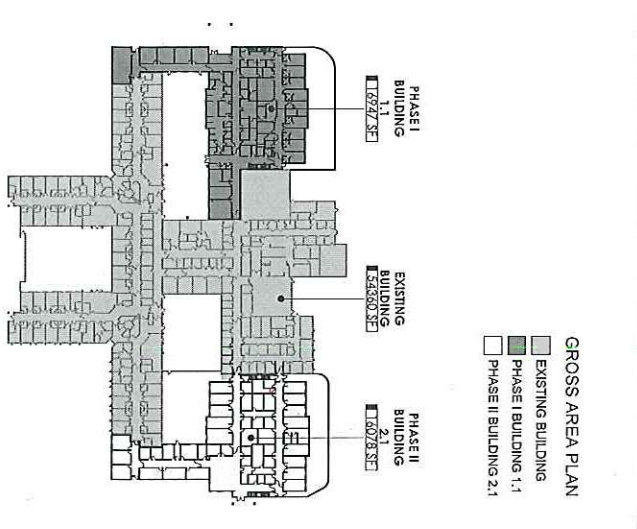 GROSS AREA PLAN
EXISTING BUILDING
PHASE I BUILDING 1.1
PHASE II BUILDING 2.1
PHASE I
BUILDING
1.1
16947 SF
EXISTING
BUILDING
54360 SF
PHASE II
BUILDING
2.1
16078 SF